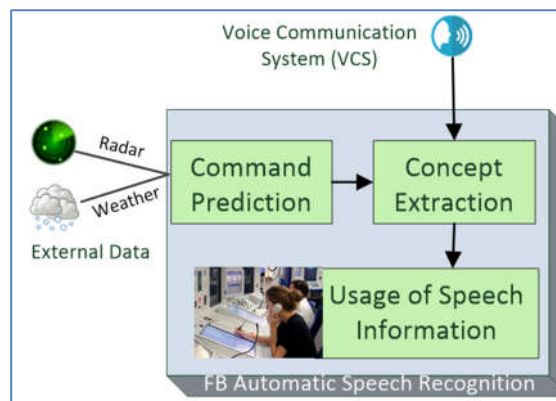 Voice Communication
System (VCS)
Radar
Weather
External Data
Command
Prediction
Concept
Extraction
Usage of Speech
Information
FB Automatic Speech Recognition